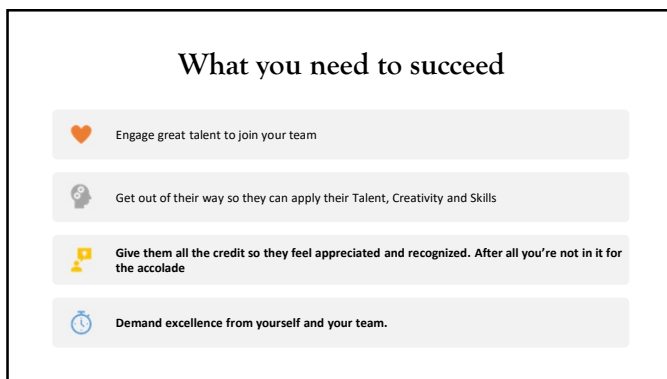 What you need to succeed
Engage great talent to join your team
Get out of their way so they can apply their Talent, Creativity and Skills
Give them all the credit so they feel appreciated and recognized. After all you're not in it for
the accolade
Demand excellence from yourself and your team.